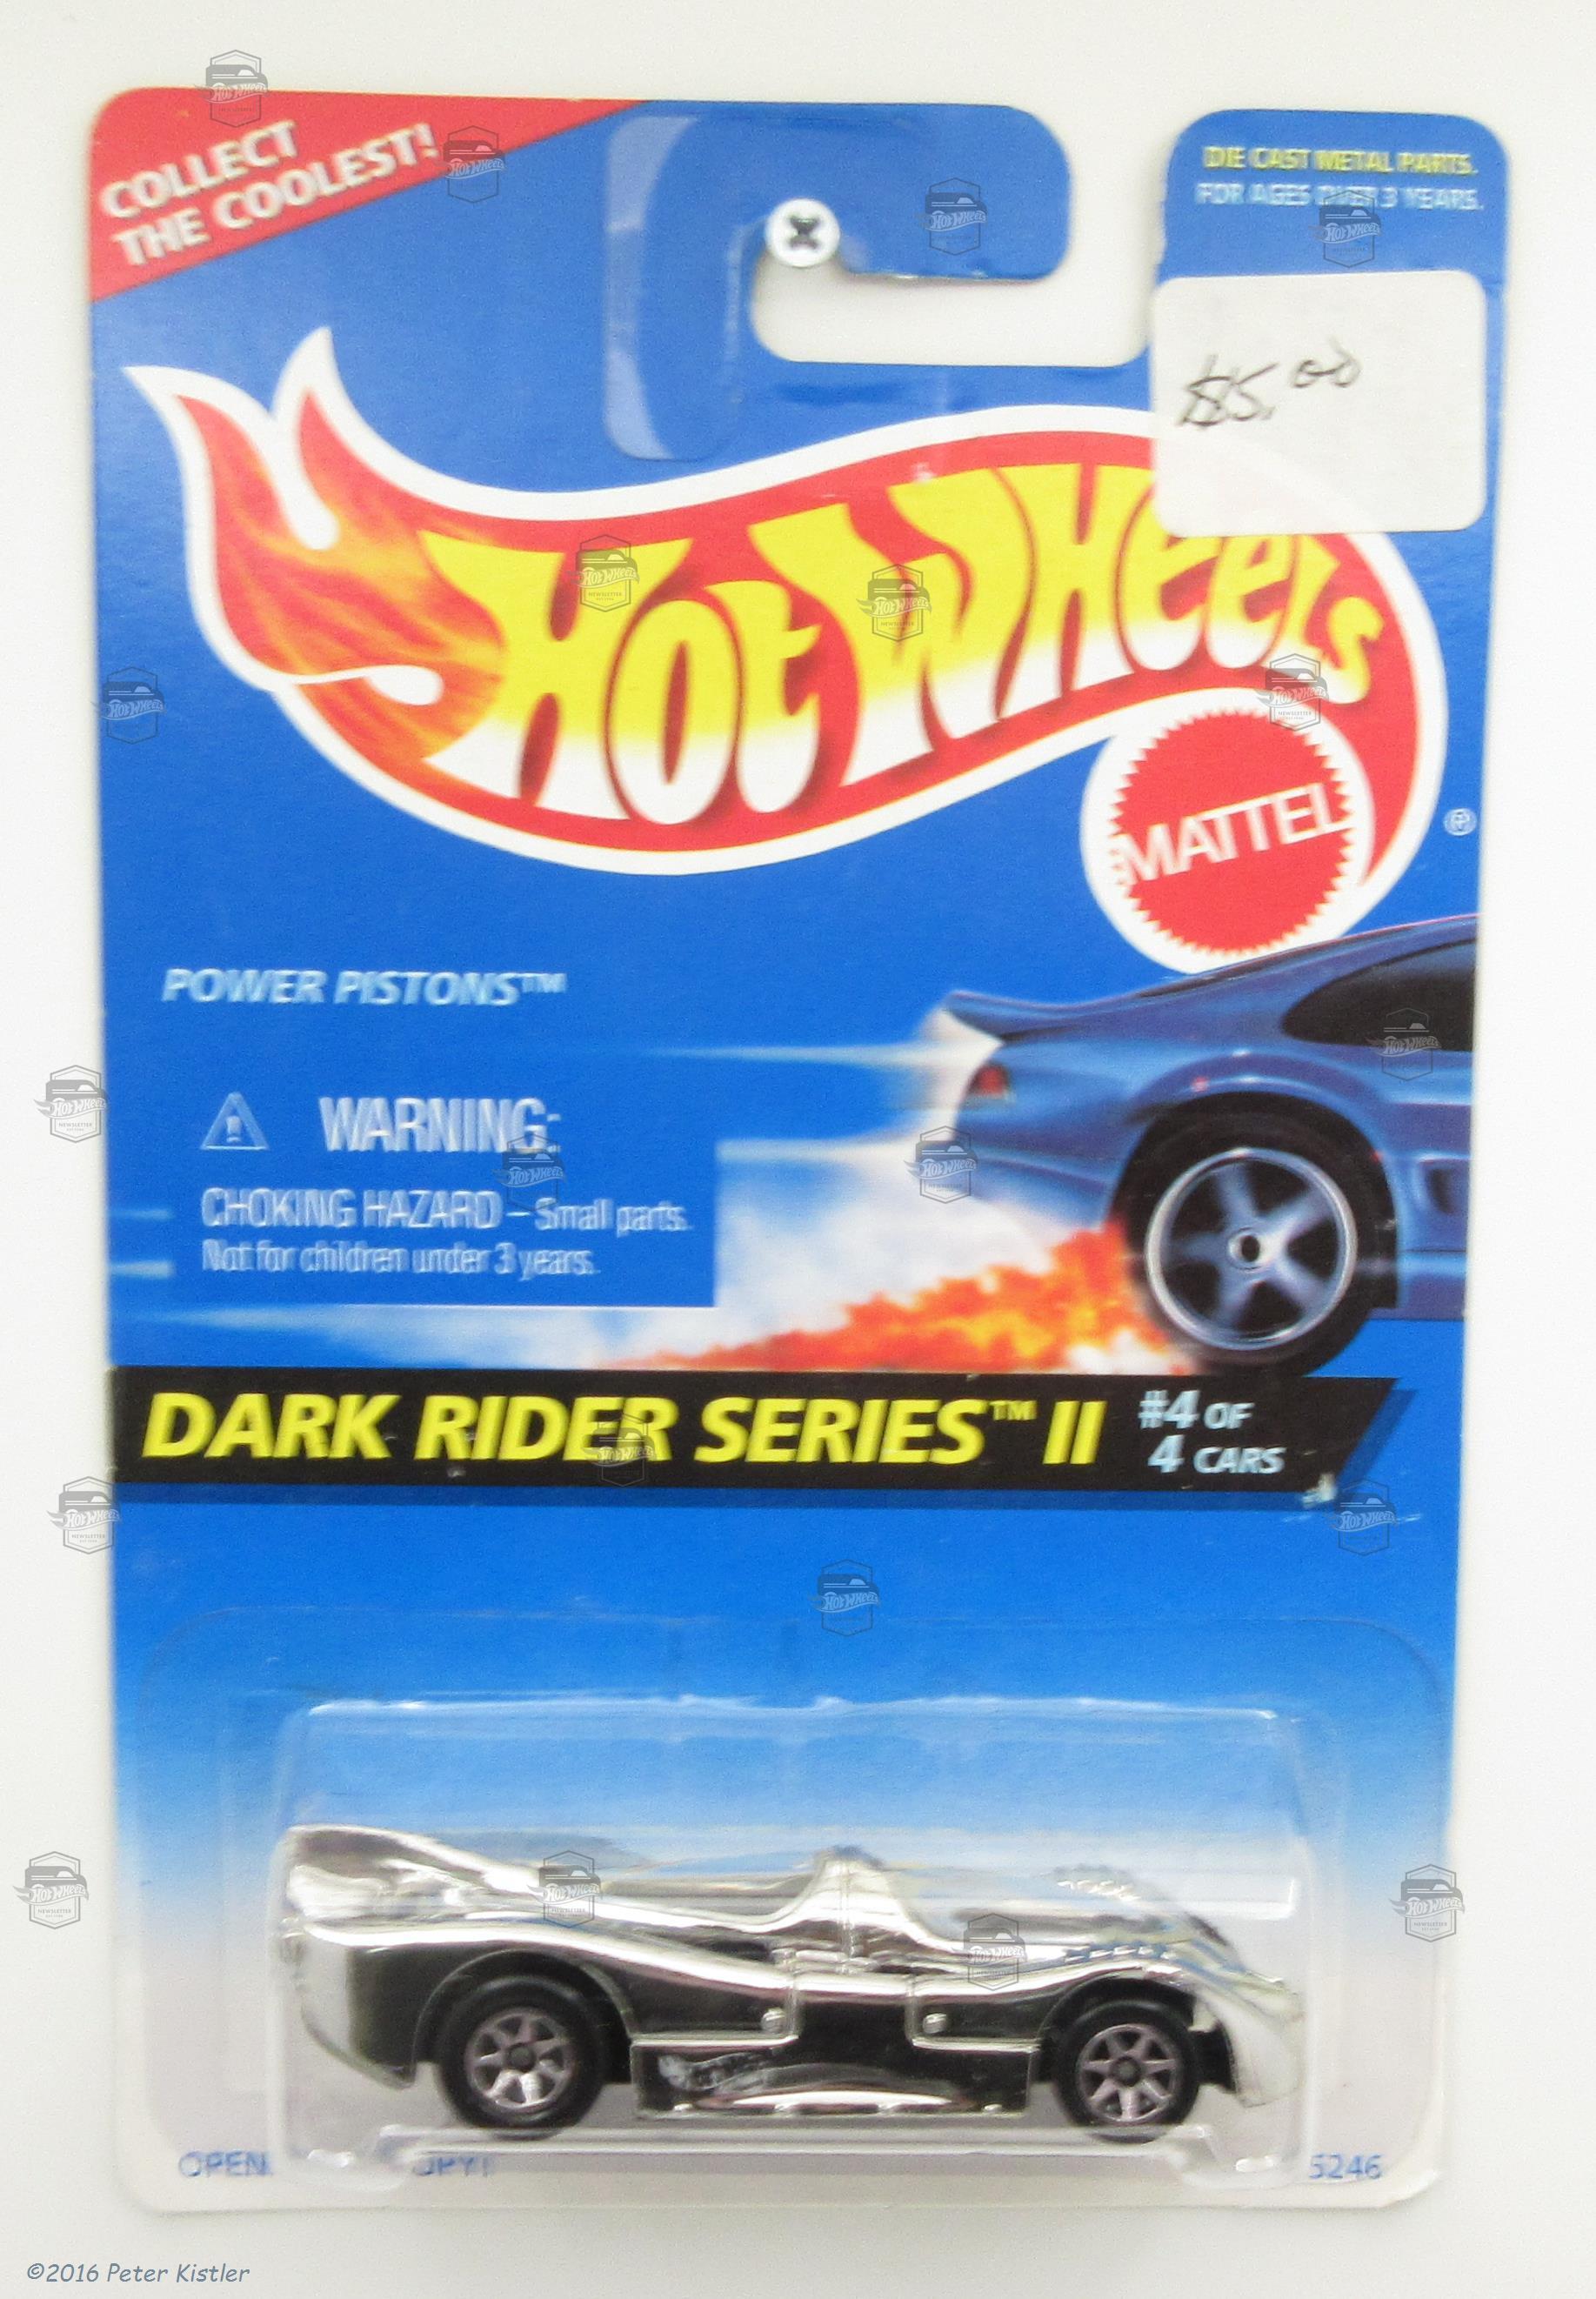 COLLECT
THE COOLEST!
DIE CAST METAL PARTS.
FOR AGES OVER 3 YEARS.
$5.00
Hot Wheels
MATTEL
®
POWER PISTONS™
WARNING:
CHOKING HAZARD – Small parts.
Not for children under 3 years.
DARK RIDER SERIES™ II
#4 OF
4 CARS
5246
©2016 Peter Kistler